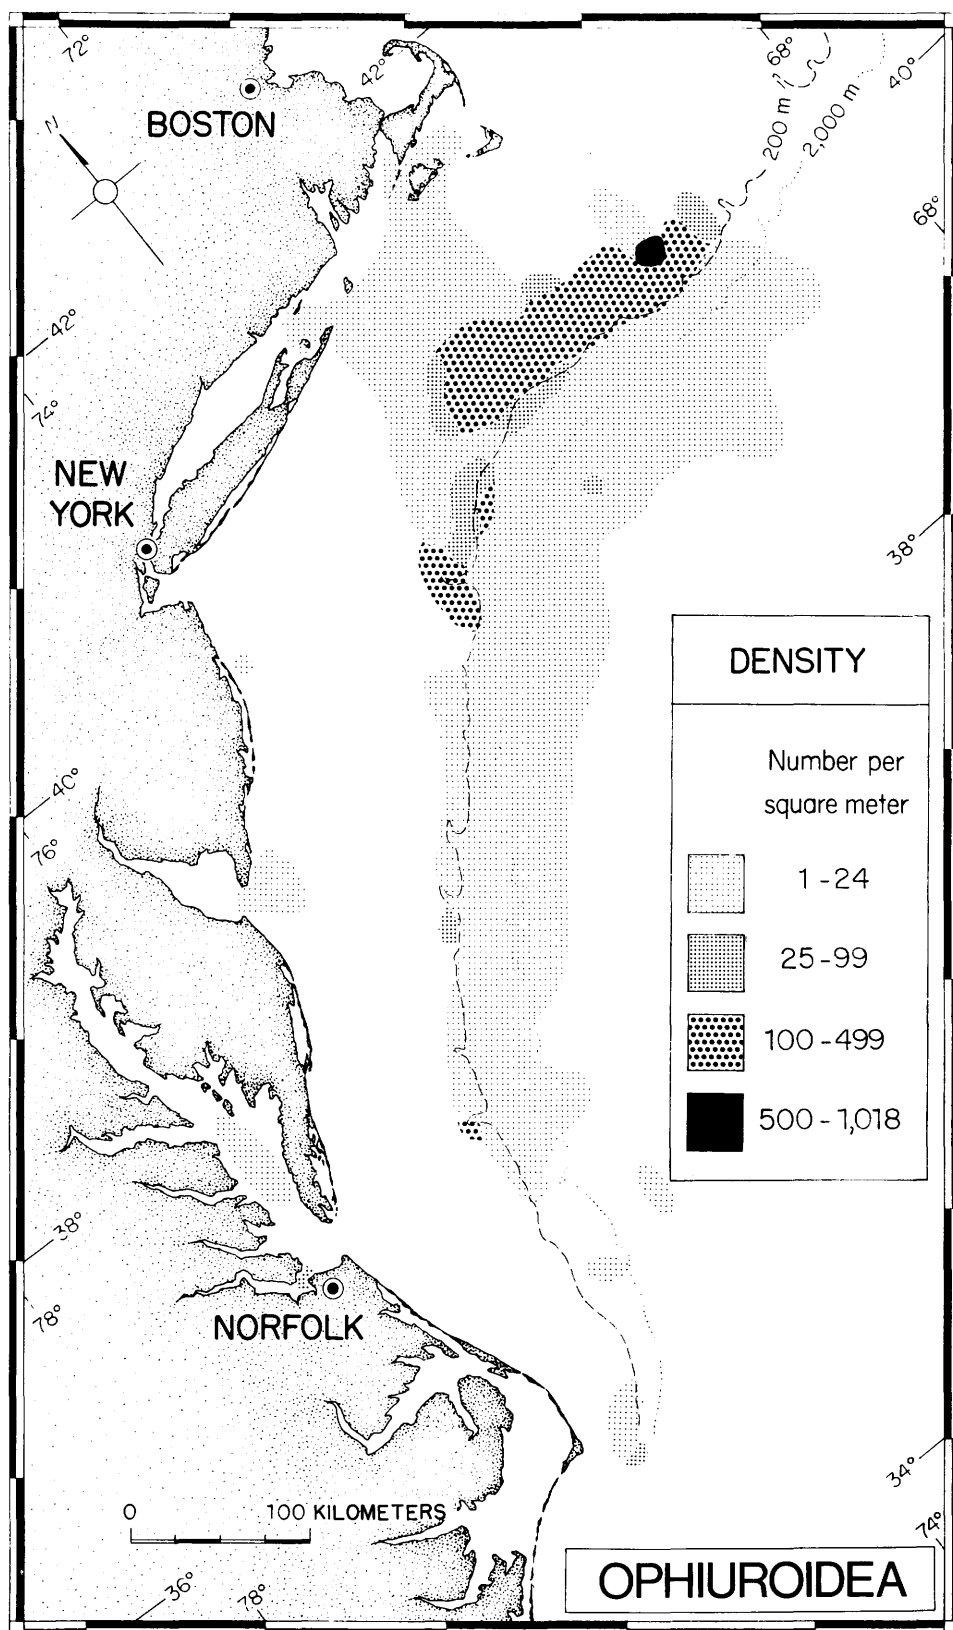 72°
42°
68°
40°
BOSTON
N
200 m
2,000 m
68°
42°
74°
NEW
YORK
38°
DENSITY
Number per
square meter
1-24
25-99
100-499
500-1,018
40°
76°
38°
78°
NORFOLK
34°
74°
0 100 KILOMETERS
36°
78°
OPHIUROIDEA